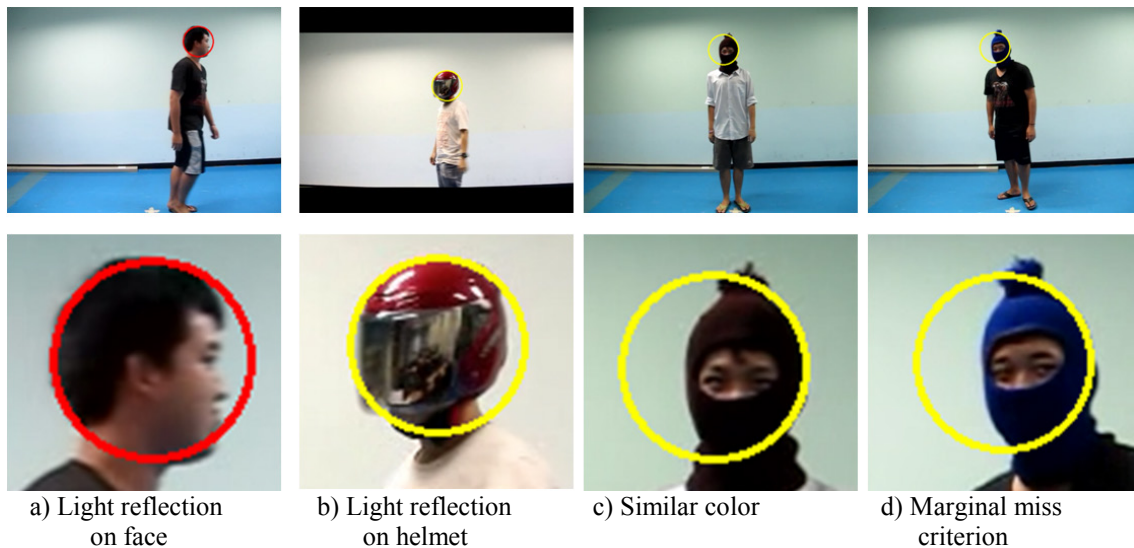 a) Light reflection
on face
b) Light reflection
on helmet
c) Similar color
d) Marginal miss
criterion